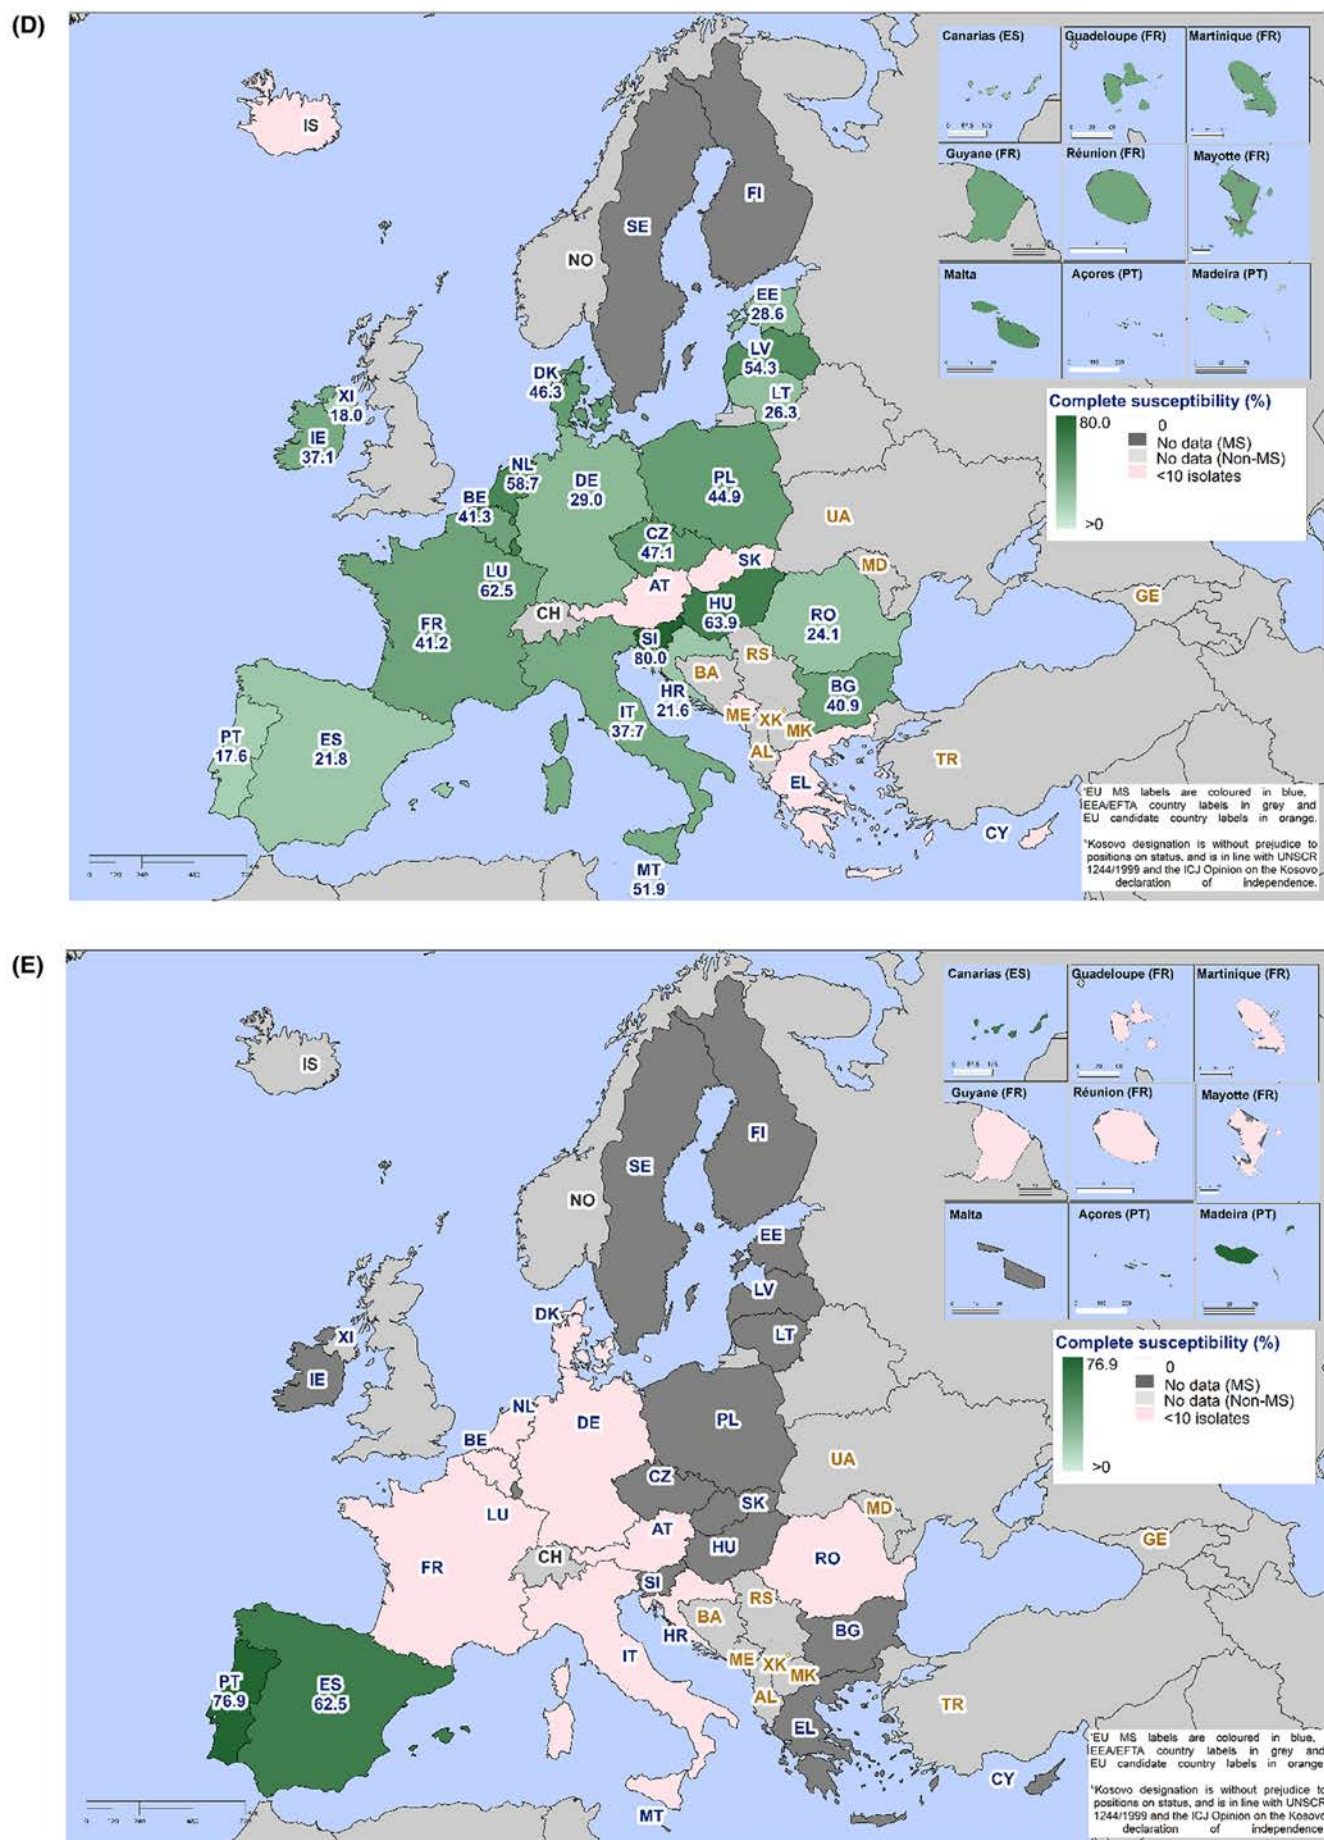 (D)
Canarias (ES)
Guadeloupe (FR)
Martinique (FR)
Guyane (FR)
Réunion (FR)
Mayotte (FR)
Malta
Açores (PT)
Madeira (PT)
IS
FI
SE
NO
EE
28.6
LV
54.3
LT
26.3
DK
46.3
XI
18.0
IE
37.1
NL
58.7
DE
29.0
PL
44.9
BE
41.3
CZ
47.1
UA
LU
62.5
SK
AT
MD
CH
HU
63.9
GE
FR
41.2
SI
80.0
RO
24.1
RS
BA
HR
21.6
BG
40.9
IT
37.7
ME
XK
MK
AL
PT
17.6
ES
21.8
TR
EL
CY
MT
51.9
Complete susceptibility (%)
80.0
>0
0
No data (MS)
No data (Non-MS)
<10 isolates
EU MS labels are coloured in blue,
EEA/EFTA country labels in grey and
EU candidate country labels in orange.
Kosovo designation is without prejudice to
positions on status, and is in line with UNSCR
1244/1999 and the ICJ Opinion on the Kosovo
declaration of independence.
(E)
Canarias (ES)
Guadeloupe (FR)
Martinique (FR)
Guyane (FR)
Réunion (FR)
Mayotte (FR)
Malta
Açores (PT)
Madeira (PT)
IS
FI
SE
NO
EE
LV
LT
DK
XI
IE
NL
DE
PL
BE
CZ
UA
SK
LU
MD
AT
GE
HU
CH
RO
FR
SI
RS
BA
BG
HR
IT
ME
XK
MK
AL
PT
76.9
ES
62.5
TR
EL
CY
MT
Complete susceptibility (%)
76.9
>0
0
No data (MS)
No data (Non-MS)
<10 isolates
EU MS labels are coloured in blue,
EEA/EFTA country labels in grey and
EU candidate country labels in orange
Kosovo designation is without prejudice to
positions on status, and is in line with UNSCR
1244/1999 and the ICJ Opinion on the Kosovo
declaration of independence